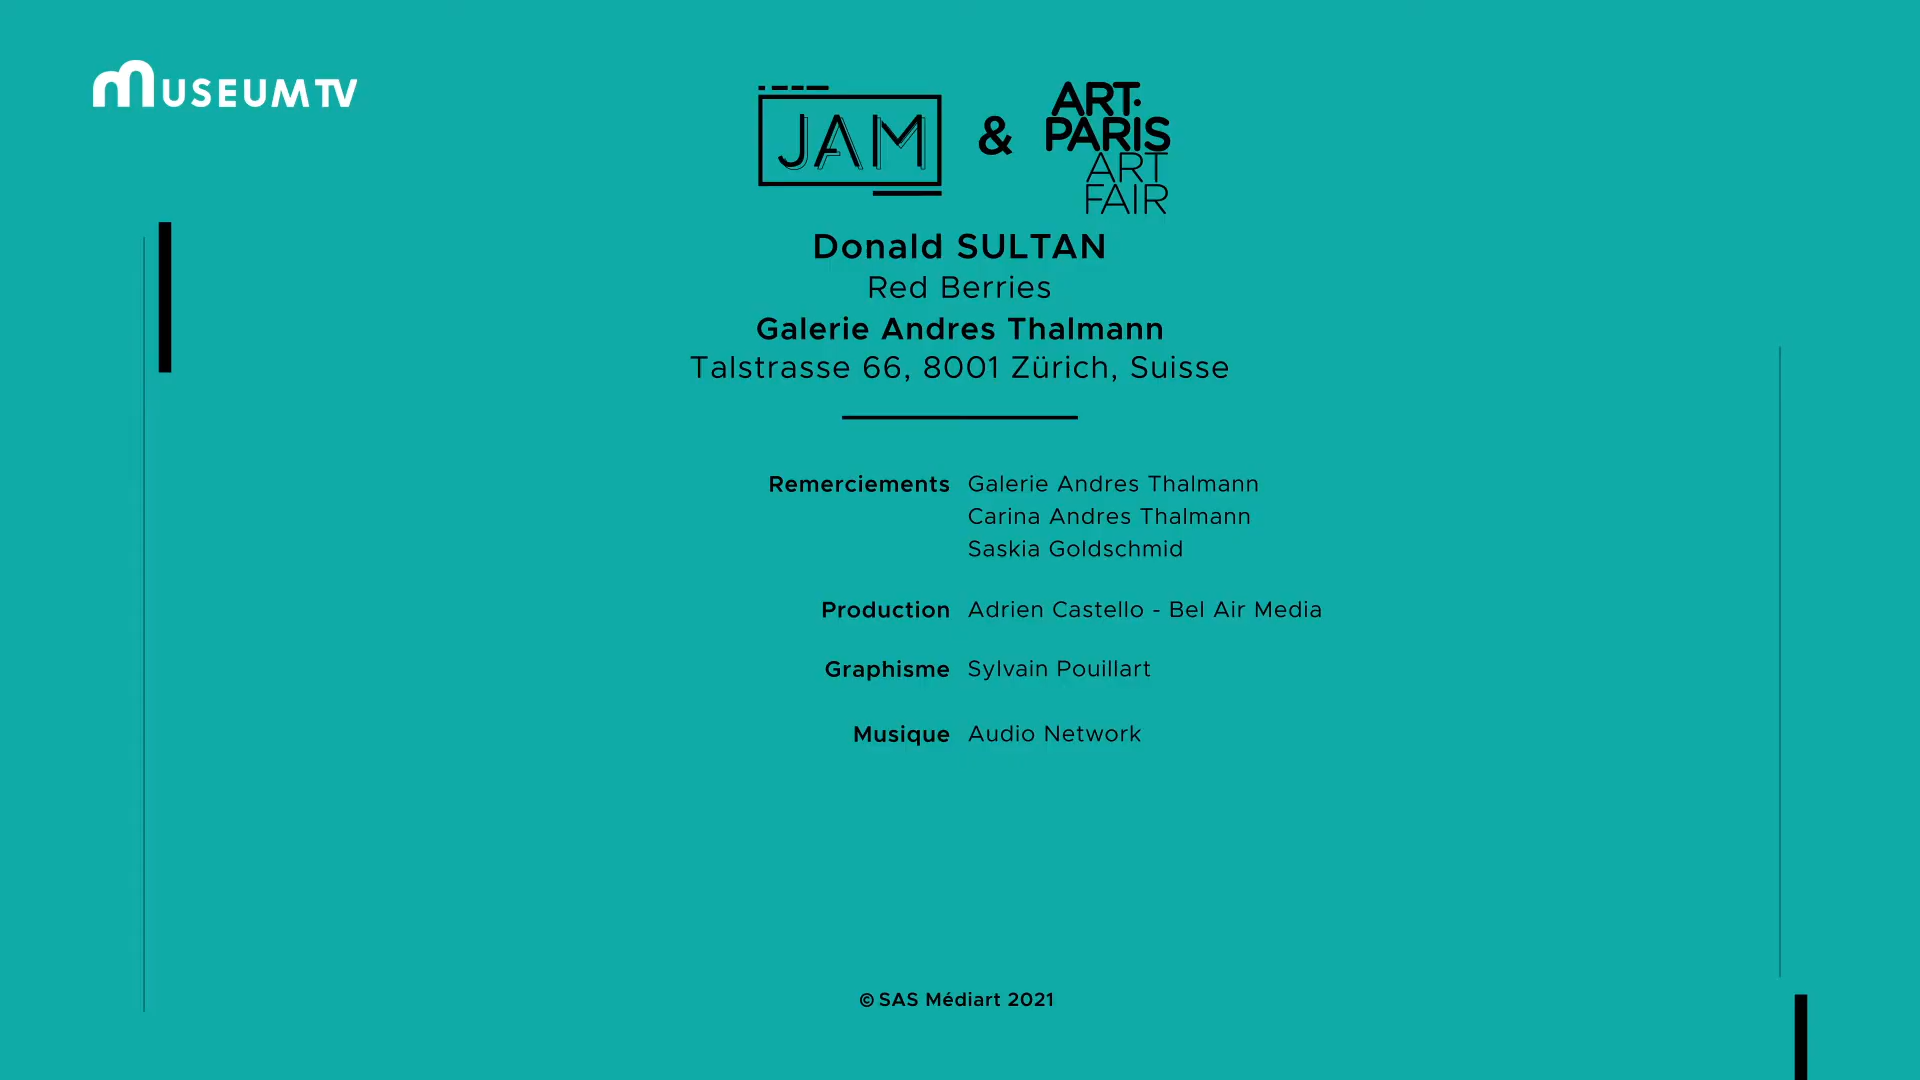 MUSEUMTV
JAM & ART PARIS ART FAIR
Donald SULTAN
Red Berries
Galerie Andres Thalmann
Talstrasse 66, 8001 Zürich, Suisse
Remerciements Galerie Andres Thalmann
Carina Andres Thalmann
Saskia Goldschmid
Production Adrien Castello - Bel Air Media
Graphisme Sylvain Pouillart
Musique Audio Network
© SAS Médiart 2021